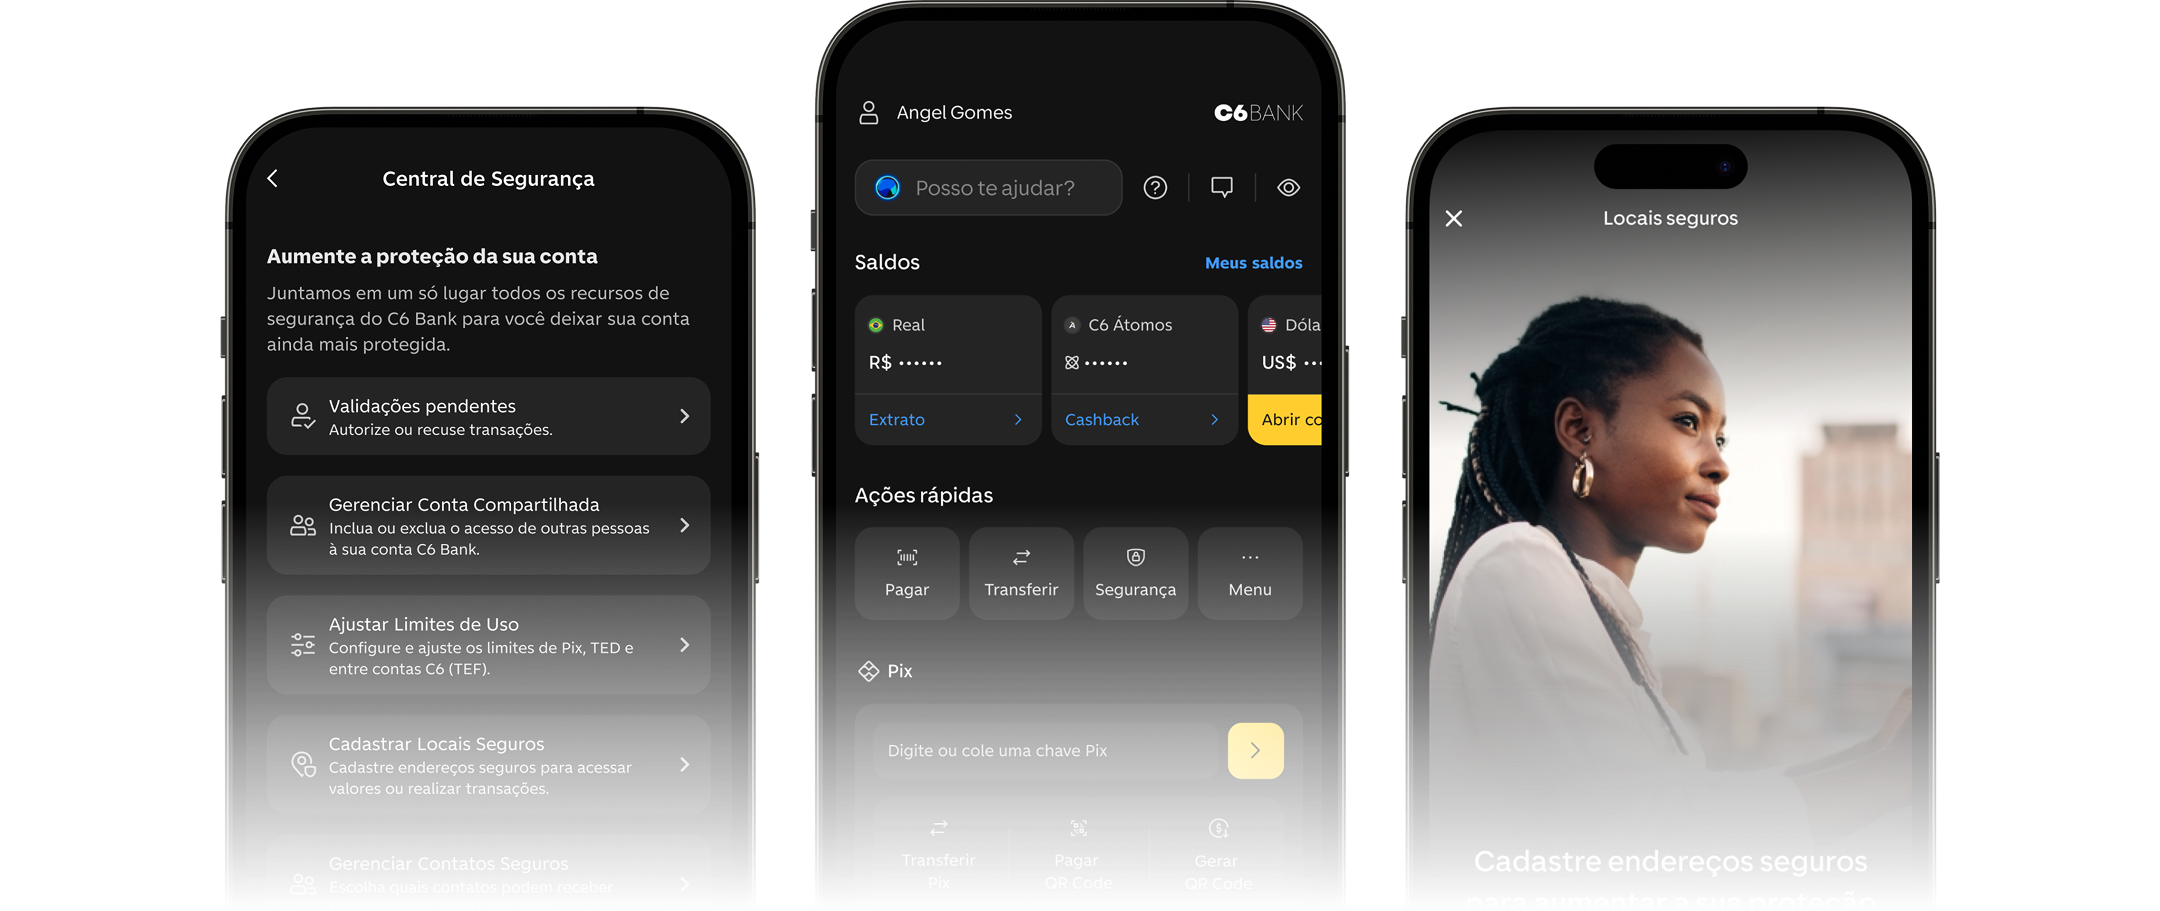 Central de Segurança
Aumente a proteção da sua conta
Juntamos em um só lugar todos os recursos de
segurança do C6 Bank para você deixar sua conta
ainda mais protegida.
Validações pendentes
Autorize ou recuse transações.
Gerenciar Conta Compartilhada
Inclua ou exclua o acesso de outras pessoas
à sua conta C6 Bank.
Ajustar Limites de Uso
Configure e ajuste os limites de Pix, TED e
entre contas C6 (TEF).
Cadastrar Locais Seguros
Cadastre endereços seguros para acessar
valores ou realizar transações.
Gerenciar Contatos Seguros
Escolha quais contatos podem receber
Angel Gomes
C6BANK
Posso te ajudar?
Saldos
Meus saldos
Real
R$ ······
Extrato
C6 Átomos
······
Cashback
Dóla
US$ ···
Abrir co
Ações rápidas
Pagar
Transferir
Segurança
Menu
Pix
Digite ou cole uma chave Pix
Transferir
Pix
Pagar
QR Code
Gerar
QR Code
Locais seguros
Cadastre endereços seguros
para aumentar a sua proteção